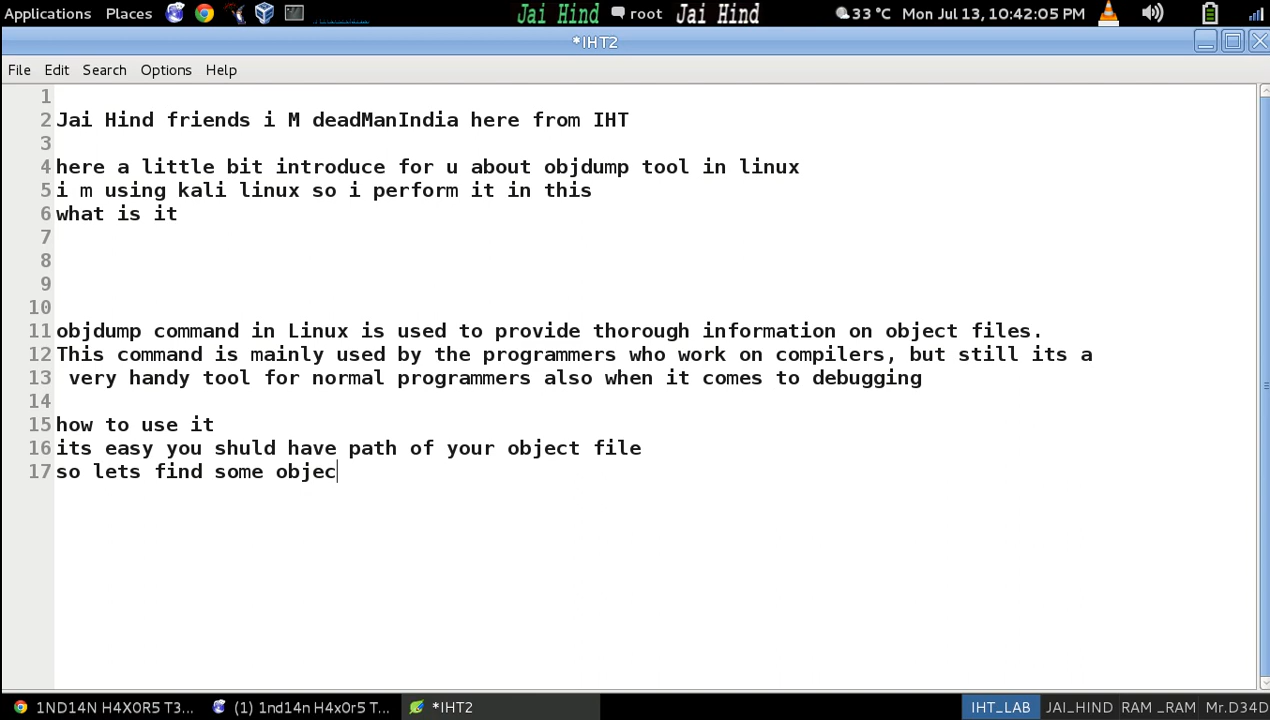 Applications Places Jai Hind root Jai Hind 33 °C Mon Jul 13, 10:42:05 PM
*IHT2
File Edit Search Options Help
1
2 Jai Hind friends i M deadManIndia here from IHT
3
4 here a little bit introduce for u about objdump tool in linux
5 i m using kali linux so i perform it in this
6 what is it
7
8
9
10
11 objdump command in Linux is used to provide thorough information on object files.
12 This command is mainly used by the programmers who work on compilers, but still its a
13 very handy tool for normal programmers also when it comes to debugging
14
15 how to use it
16 its easy you shuld have path of your object file
17 so lets find some objec
1ND14N H4X0R5 T3... (1) 1nd14n H4x0r5 T... *IHT2 IHT_LAB JAI_HIND RAM _RAM Mr.D34D